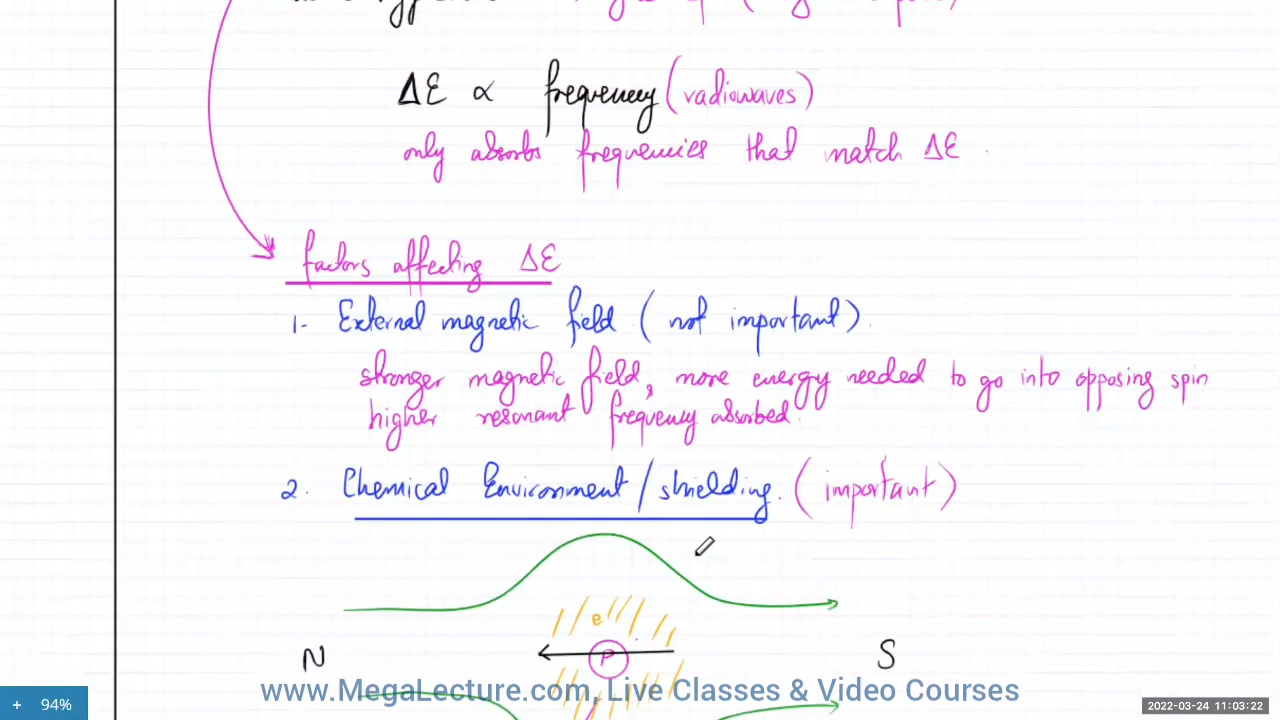 ΔE ∝ frequency (radiowaves)
only absorbs frequencies that match ΔE
factors affecting ΔE
1. External magnetic field (not important).
stronger magnetic field, more energy needed to go into opposing spin
higher resonant frequency absorbed.
2. Chemical Environment/shielding. (important)
e
N P S
www.MegaLecture.com, Live Classes & Video Courses
+ 94%
2022-03-24 11:03:22